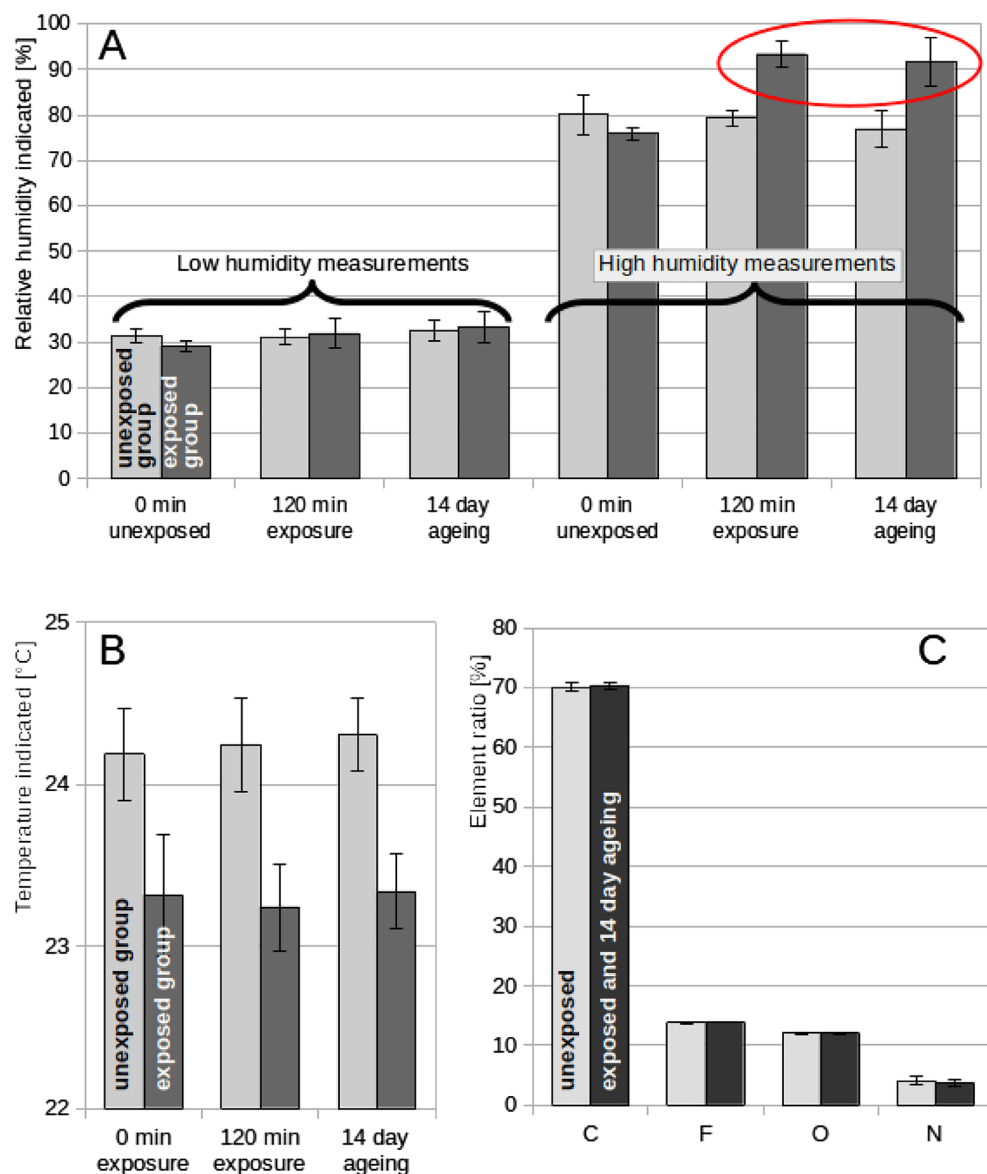 A
Relative humidity indicated [%]
100
90
80
70
60
50
40
30
20
10
0
Low humidity measurements
High humidity measurements
unexposed
group
exposed
group
0 min
unexposed
120 min
exposure
14 day
ageing
0 min
unexposed
120 min
exposure
14 day
ageing
B
Temperature indicated [°C]
25
24
23
22
unexposed group
exposed group
0 min
exposure
120 min
exposure
14 day
ageing
C
Element ratio [%]
80
70
60
50
40
30
20
10
0
unexposed
exposed and 14 day ageing
C
F
O
N